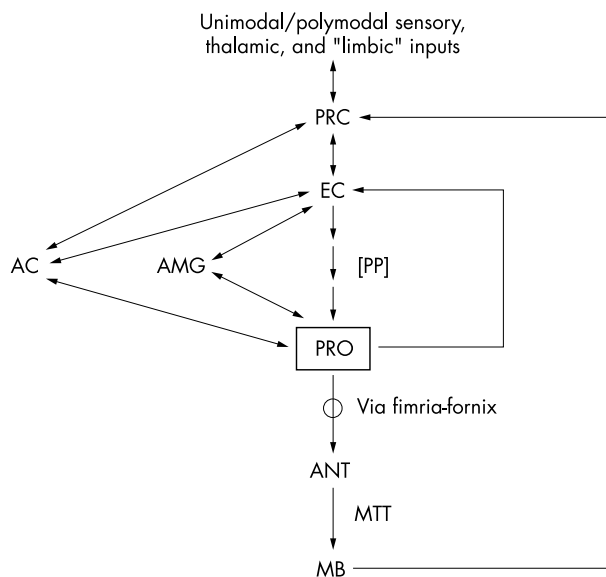 Unimodal/polymodal sensory,
thalamic, and "limbic" inputs
PRC
EC
AC
AMG
[PP]
PRO
Via fimria-fornix
ANT
MTT
MB